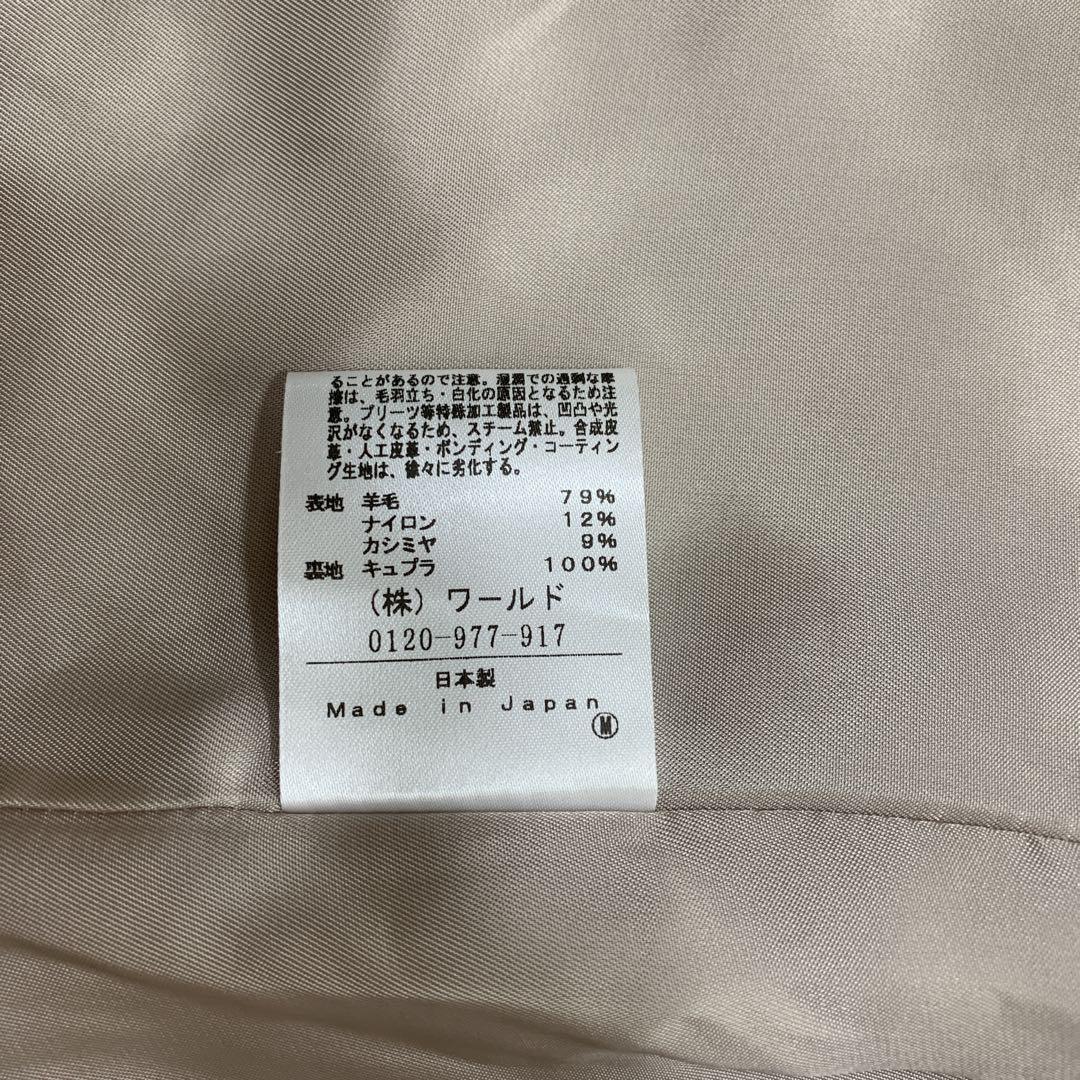 ることがあるので注意。湿潤での過剰な摩
擦は、毛羽立ち・白化の原因となるため注
意。プリーツ等特殊加工製品は、凹凸や光
沢がなくなるため、スチーム禁止。合成皮
革・人工皮革・ボンディング・コーティン
グ生地は、徐々に劣化する。
表地 羊毛 79%
ナイロン 12%
カシミヤ 9%
裏地 キュプラ 100%
(株) ワールド
0120-977-917
日本製
Made in Japan
Ⓜ